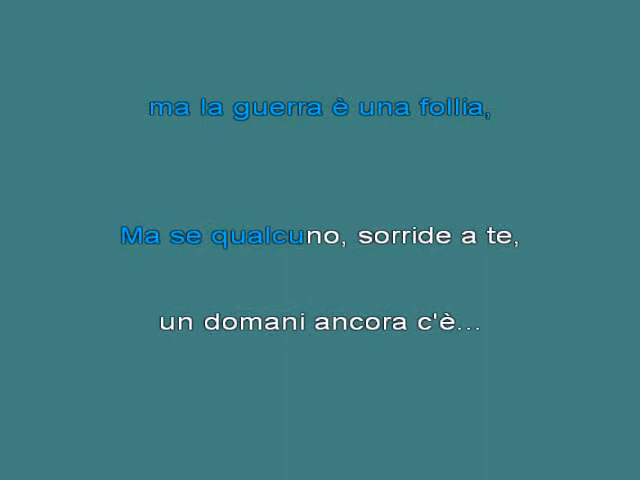 ma la guerra è una follia,
Ma se qualcuno, sorride a te,
un domani ancora c'è...